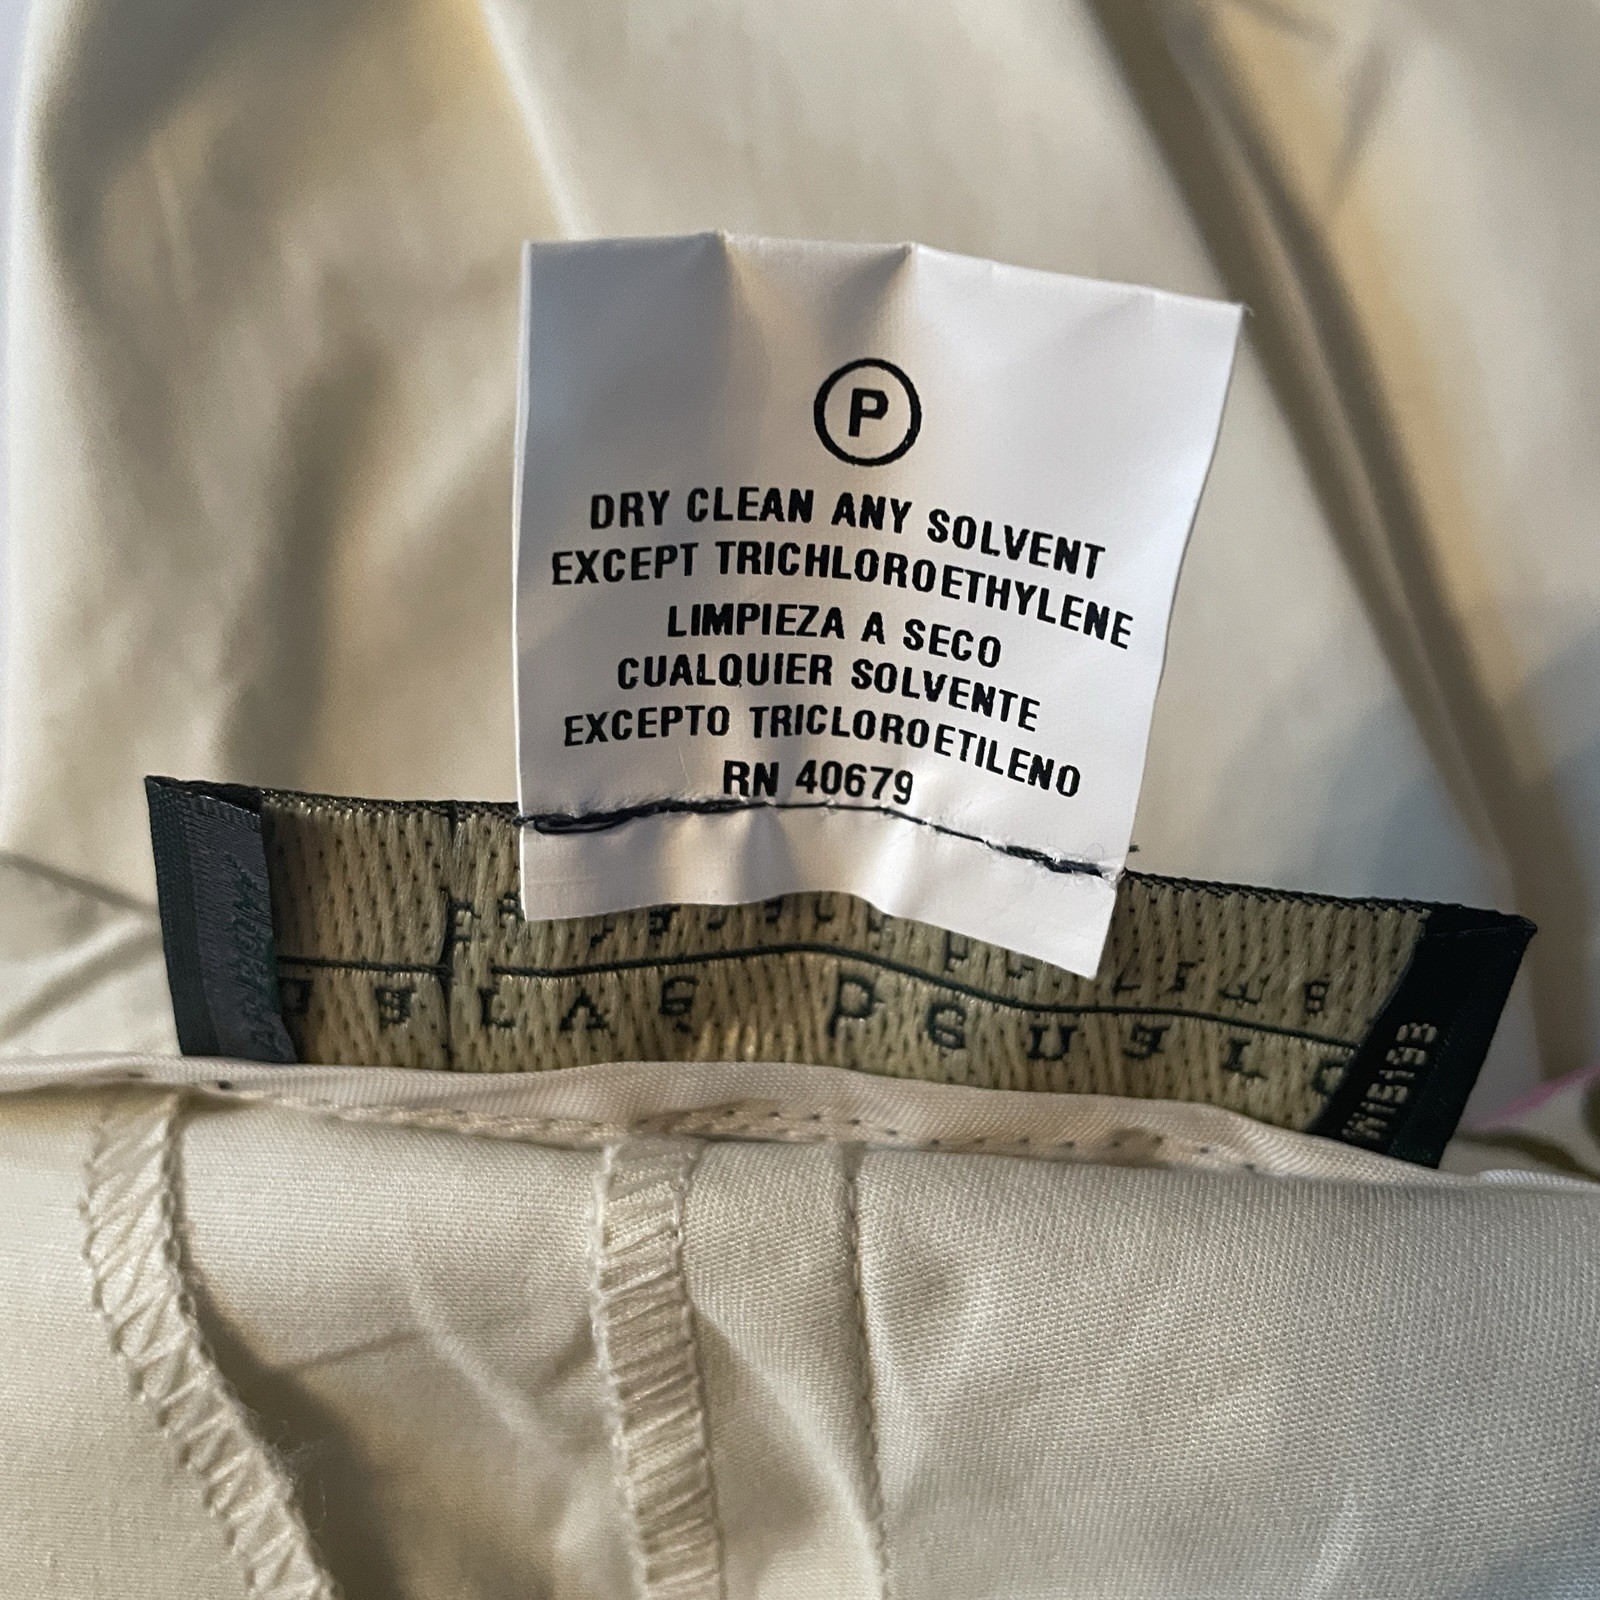 P
DRY CLEAN ANY SOLVENT
EXCEPT TRICHLOROETHYLENE
LIMPIEZA A SECO
CUALQUIER SOLVENTE
EXCEPTO TRICLOROETILENO
RN 40679